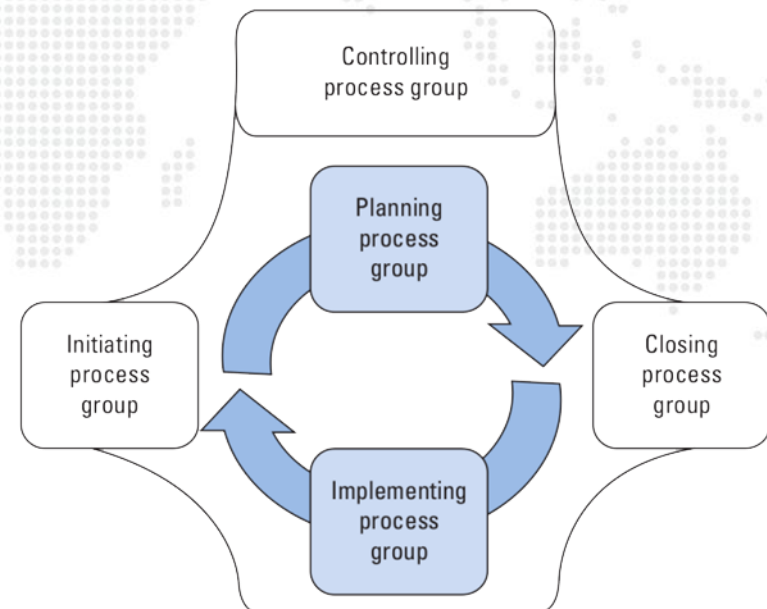 Controlling
process group
Planning
process
group
Initiating
process
group
Closing
process
group
Implementing
process
group